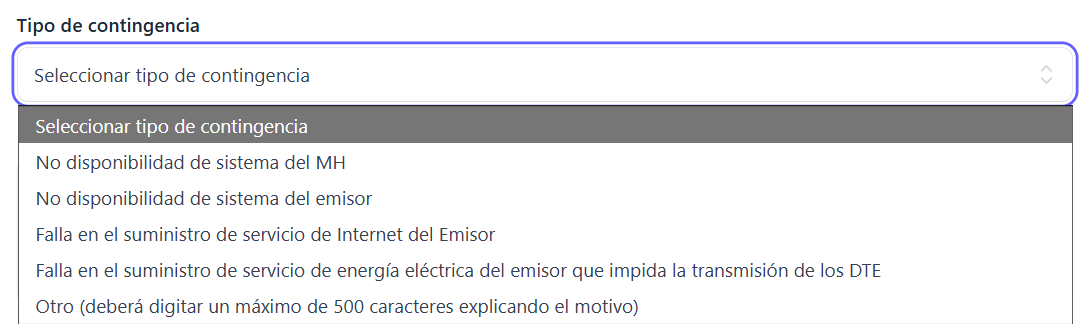 Tipo de contingencia
Seleccionar tipo de contingencia
Seleccionar tipo de contingencia
No disponibilidad de sistema del MH
No disponibilidad de sistema del emisor
Falla en el suministro de servicio de Internet del Emisor
Falla en el suministro de servicio de energía eléctrica del emisor que impida la transmisión de los DTE
Otro (deberá digitar un máximo de 500 caracteres explicando el motivo)